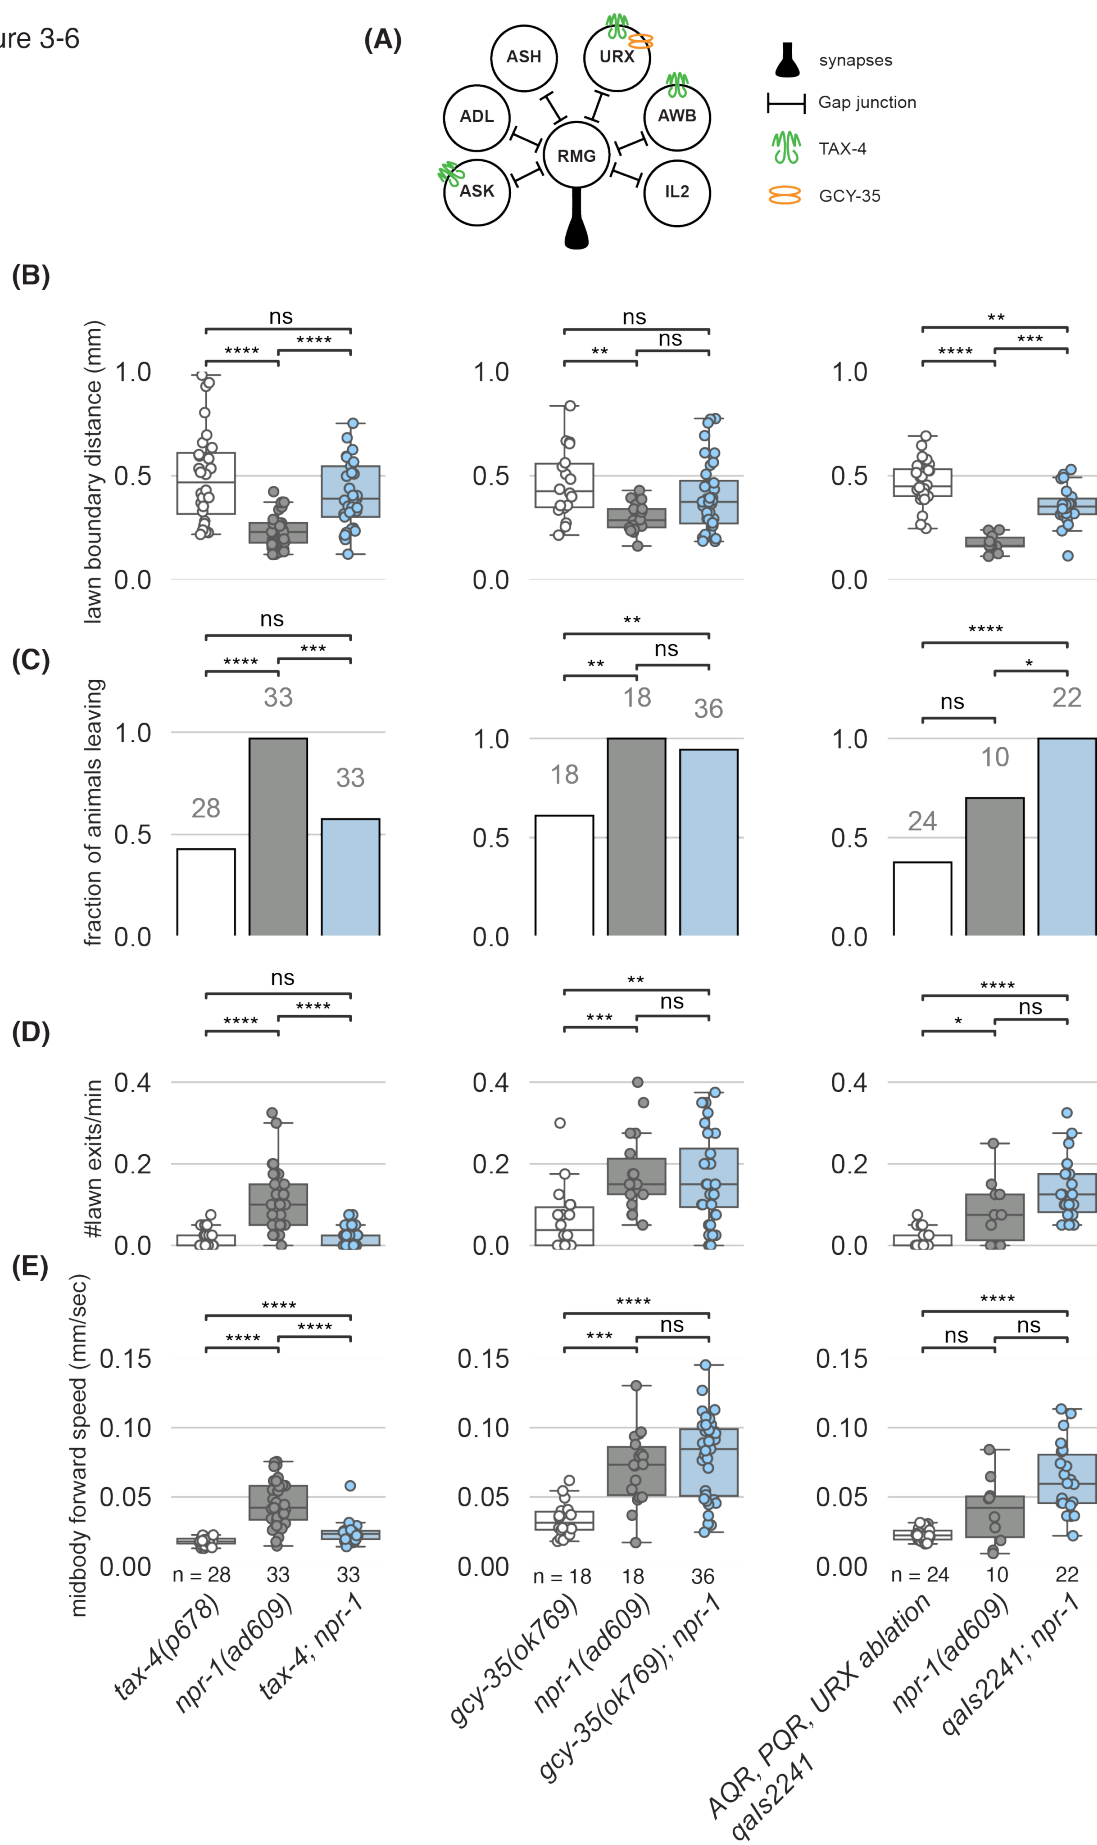 ure 3-6
(A)
ASH
URX
ADL
AWB
RMG
ASK
IL2
synapses
Gap junction
TAX-4
GCY-35
(B)
lawn boundary distance (mm)
ns
**** ****
1.0
0.5
0.0
ns
** ns
1.0
0.5
0.0
**
**** ***
1.0
0.5
0.0
(C)
fraction of animals leaving
ns
**** ***
33
1.0
28
33
0.5
0.0
**
** ns
18
36
1.0
18
0.5
0.0
****
ns *
22
1.0
10
24
0.5
0.0
(D)
#lawn exits/min
ns
**** ****
0.4
0.2
0.0
**
*** ns
0.4
0.2
0.0
****
* ns
0.4
0.2
0.0
(E)
midbody forward speed (mm/sec)
****
**** ****
0.15
0.10
0.05
0.00
n = 28 33 33
tax-4(p678)
npr-1(ad609)
tax-4; npr-1
****
*** ns
0.15
0.10
0.05
0.00
n = 18 18 36
gcy-35(ok769)
npr-1(ad609)
gcy-35(ok769); npr-1
****
ns ns
0.15
0.10
0.05
0.00
n = 24 10 22
AQR, PQR, URX ablation
qaIs2241
npr-1(ad609)
qaIs2241; npr-1